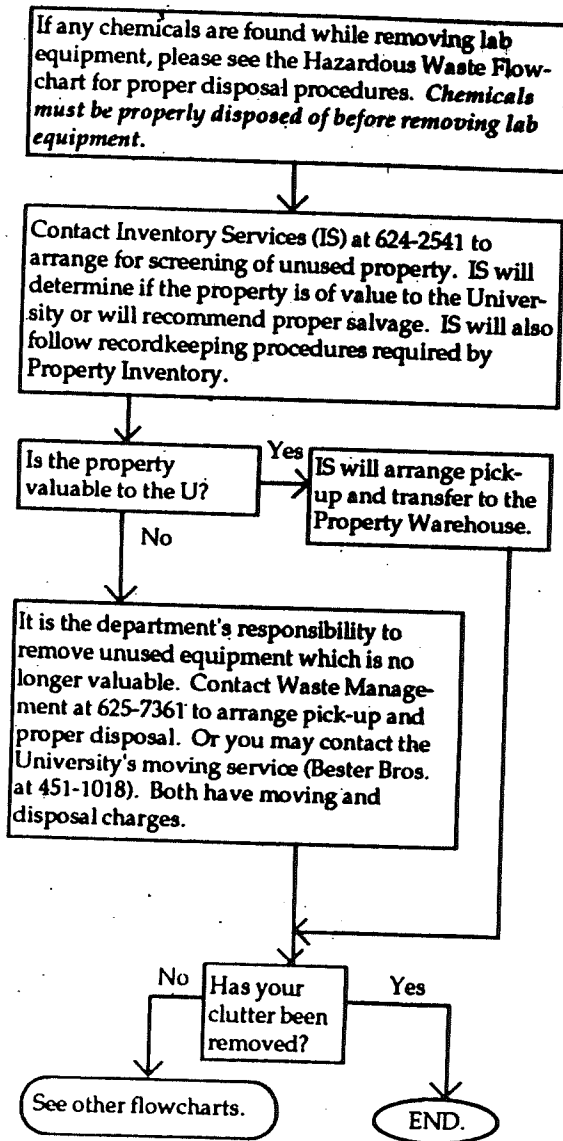 If any chemicals are found while removing lab
equipment, please see the Hazardous Waste Flow-
chart for proper disposal procedures. Chemicals
must be properly disposed of before removing lab
equipment.
Contact Inventory Services (IS) at 624-2541 to
arrange for screening of unused property. IS will
determine if the property is of value to the Univer-
sity or will recommend proper salvage. IS will also
follow recordkeeping procedures required by
Property Inventory.
Is the property
valuable to the U?
Yes
IS will arrange pick-
up and transfer to the
Property Warehouse.
No
It is the department's responsibility to
remove unused equipment which is no
longer valuable. Contact Waste Manage-
ment at 625-7361 to arrange pick-up and
proper disposal. Or you may contact the
University's moving service (Bester Bros.
at 451-1018). Both have moving and
disposal charges.
No
Has your
clutter been
removed?
Yes
See other flowcharts.
END.